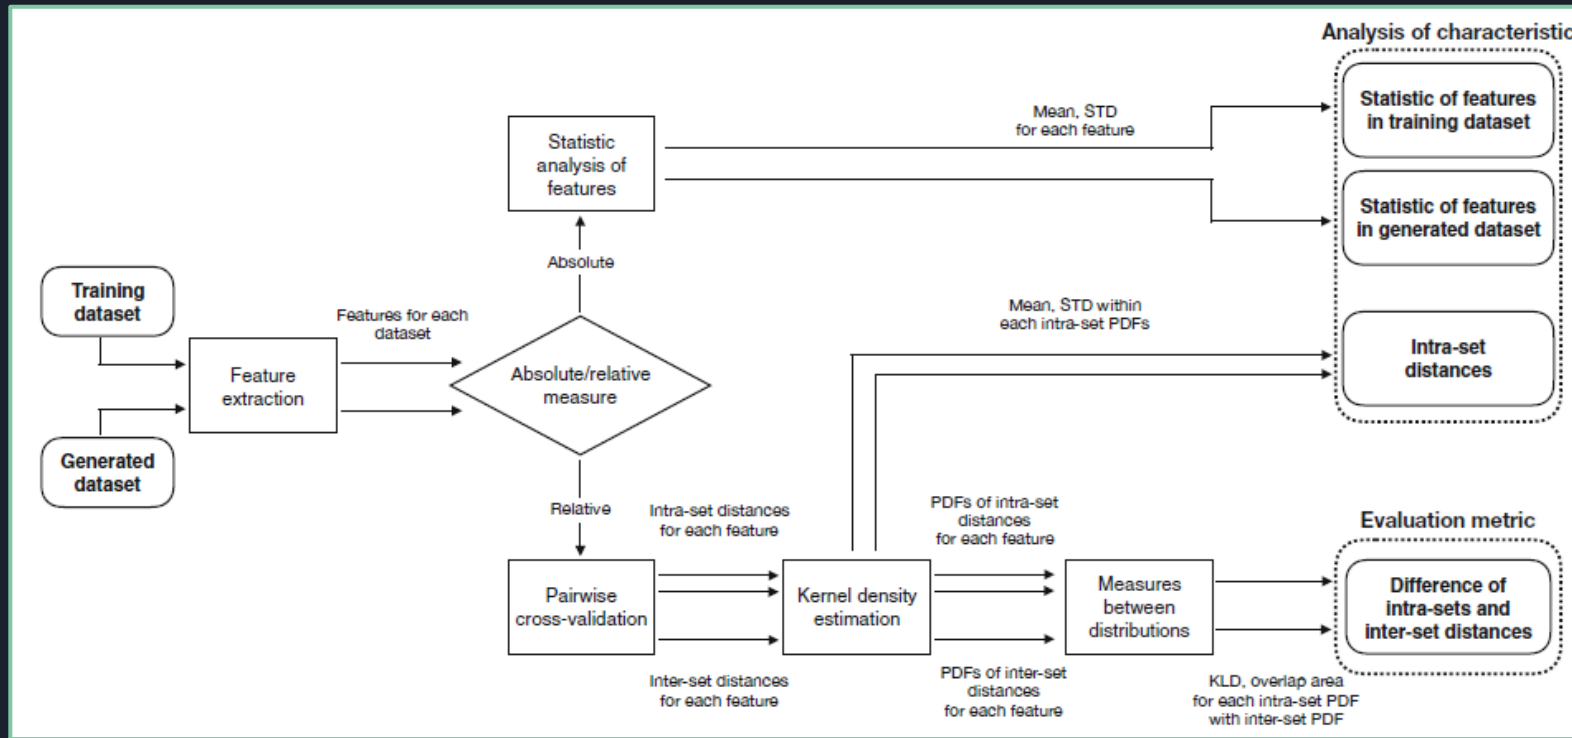 Analysis of characteristic
Statistic of features
in training dataset
Mean, STD
for each feature
Statistic
analysis of
features
Statistic of features
in generated dataset
Absolute
Training
dataset
Features for each
dataset
Mean, STD within
each intra-set PDFs
Feature
extraction
Absolute/relative
measure
Intra-set
distances
Generated
dataset
Relative
Intra-set distances
for each feature
PDFs of intra-set
distances
for each feature
Evaluation metric
Pairwise
cross-validation
Kernel density
estimation
Measures
between
distributions
Difference of
intra-sets and
inter-set distances
Inter-set distances
for each feature
PDFs of inter-set
distances
for each feature
KLD, overlap area
for each intra-set PDF
with inter-set PDF